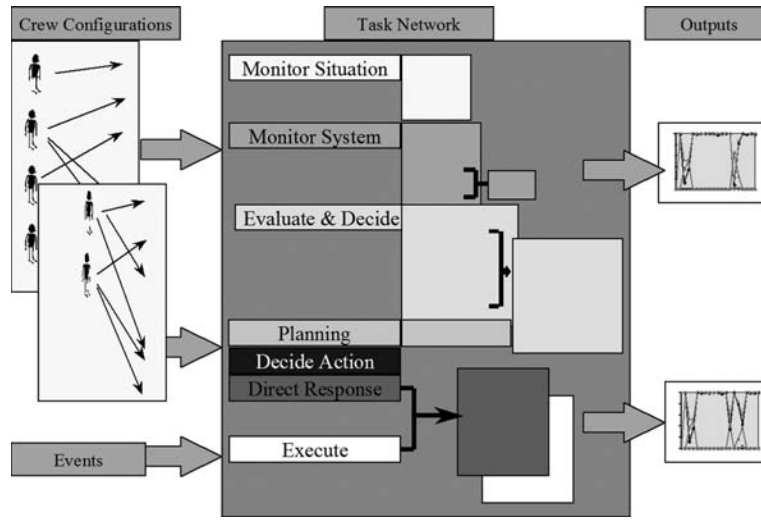 Crew Configurations
Task Network
Outputs
Monitor Situation
Monitor System
Evaluate & Decide
Planning
Decide Action
Direct Response
Execute
Events